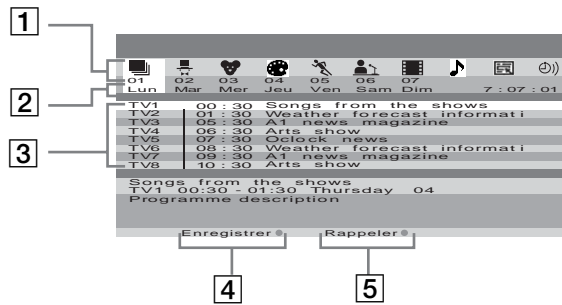 1
01 02 03 04 05 06 07
2
Lun Mar Mer Jeu Ven Sam Dim 7 : 07 : 01
TV1 00 : 30 Songs from the shows
TV2 01 : 30 Weather forecast informati
TV3 05 : 30 A1 news magazine
3
TV4 06 : 30 Arts show
TV5 07 : 30 Oclock news
TV6 08 : 30 Weather forecast informati
TV7 09 : 30 A1 news magazine
TV8 10 : 30 Arts show
Songs from the shows
TV1 00:30 - 01:30 Thursday 04
Programme description
Enregistrer Rappeler
4 5